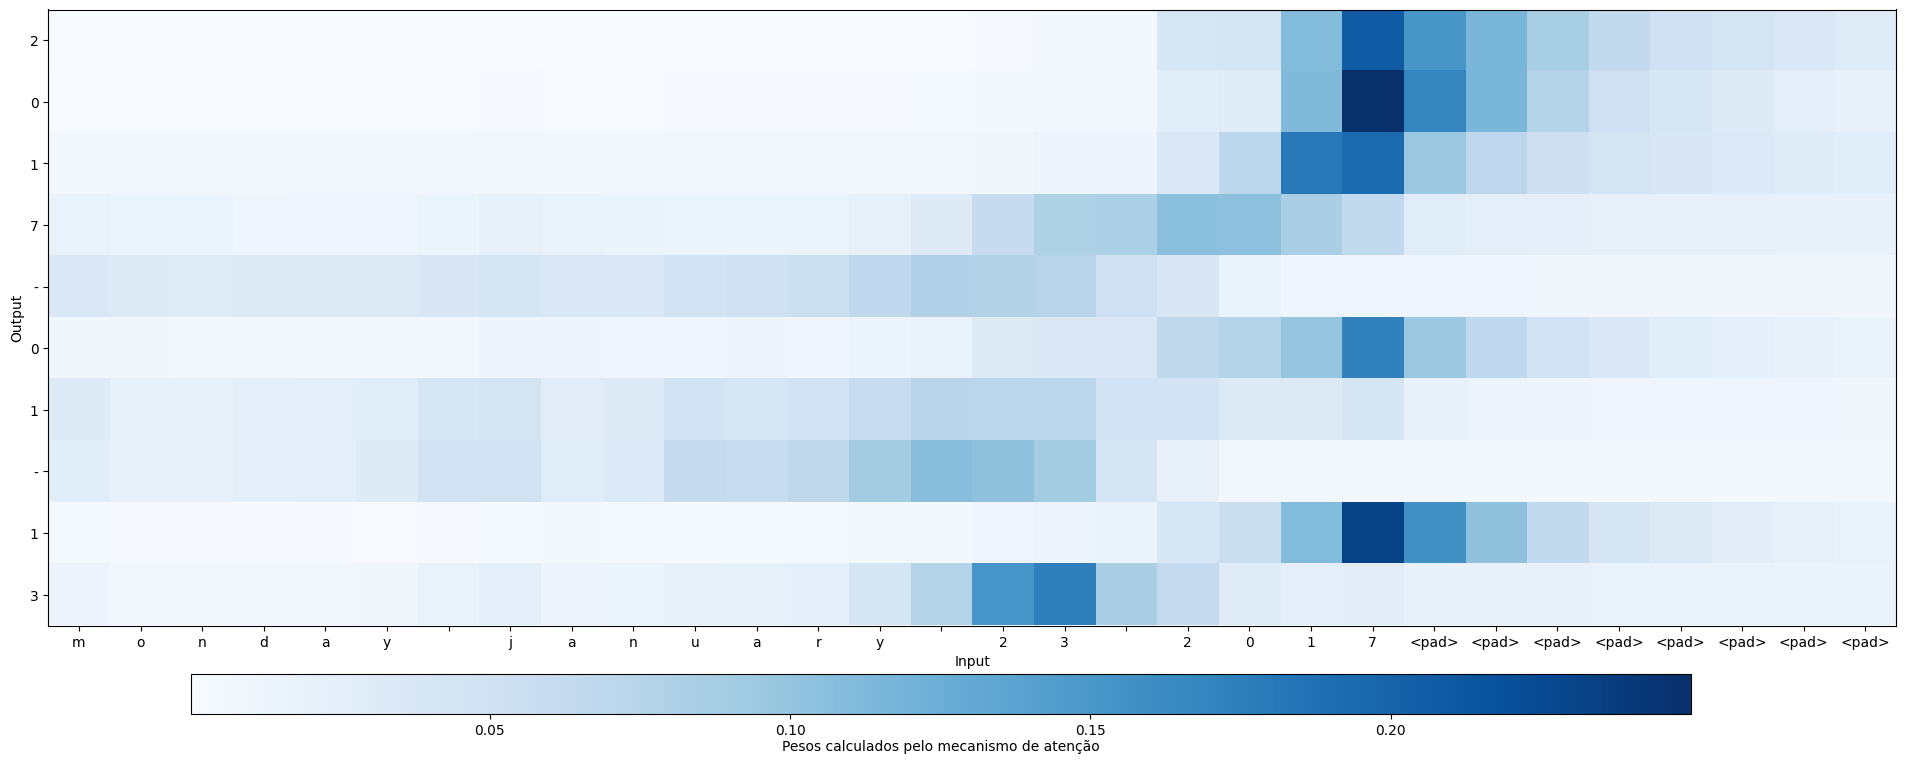 2
0
1
7
-
0
1
-
1
3
Output
m o n d a y j a n u a r y 2 3 2 0 1 7 <pad> <pad> <pad> <pad> <pad> <pad> <pad> <pad>
Input
0.05 0.10 0.15 0.20
Pesos calculados pelo mecanismo de atenção